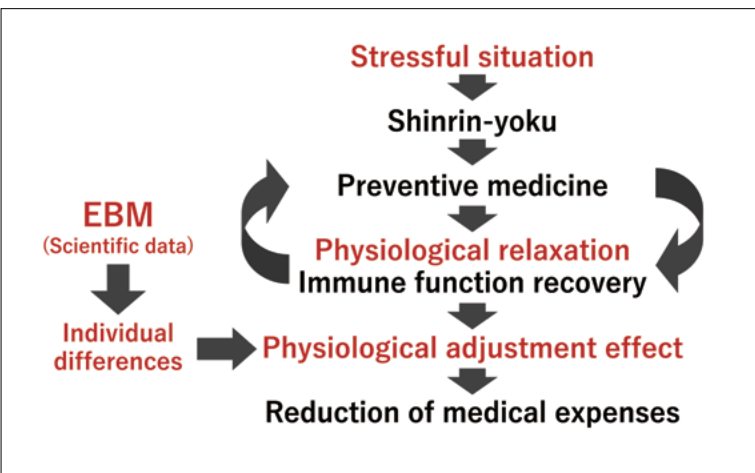 Stressful situation
Shinrin-yoku
Preventive medicine
EBM
(Scientific data)
Physiological relaxation
Immune function recovery
Individual
differences
Physiological adjustment effect
Reduction of medical expenses